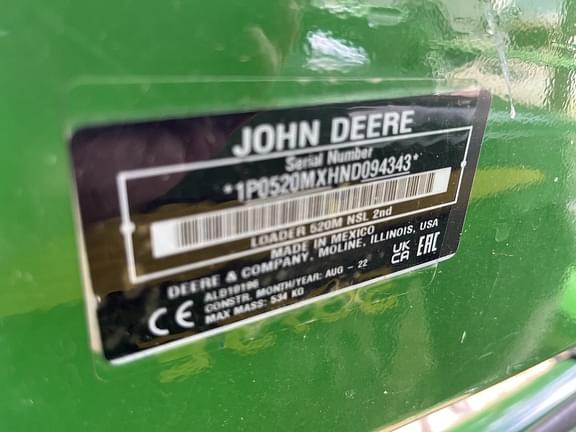 JOHN DEERE
Serial Number
*1P0520MXHND094343*
LOADER 520M NSL 2nd
MADE IN MEXICO
DEERE & COMPANY, MOLINE, ILLINOIS, USA
ALD19196
CONSTR. MONTH/YEAR: AUG - 22
MAX MASS: 534 KG
CE UK CA EAC